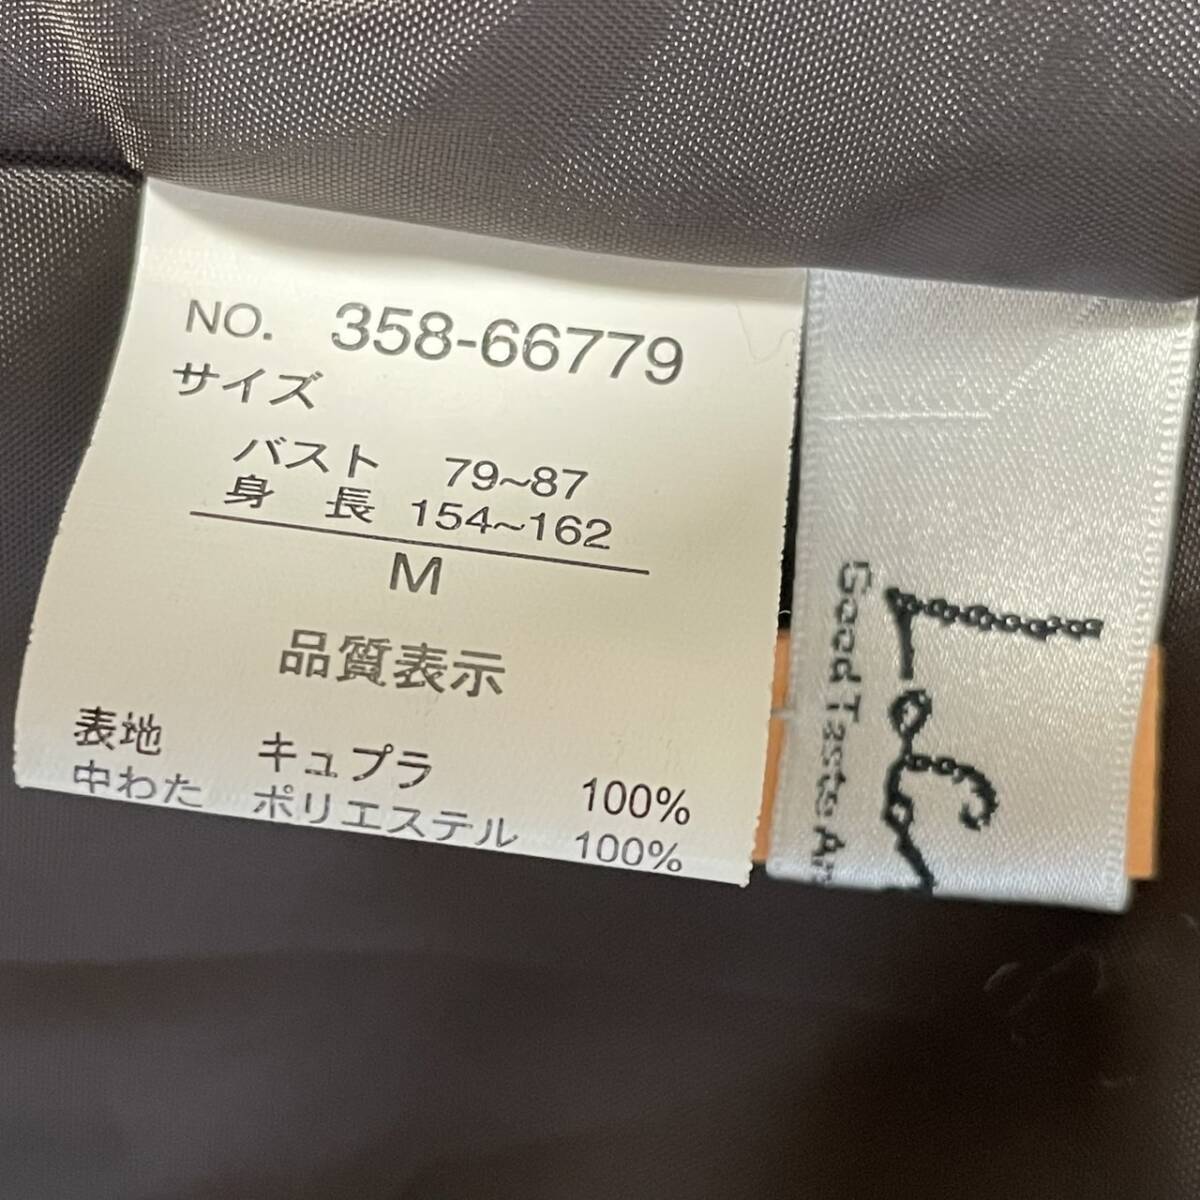 NO. 358-66779
サイズ
バスト 79~87
身長 154~162
M
品質表示
表地 キュプラ 100%
中わた ポリエステル 100%
Good Taste